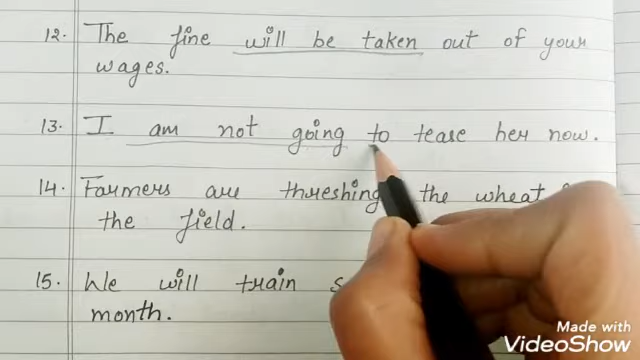 12. The fine will be taken out of your
wages.
13. I am not going to tease her now.
14. Farmers are threshing the wheat
the field.
15. We will train
month.
Made with
VideoShow